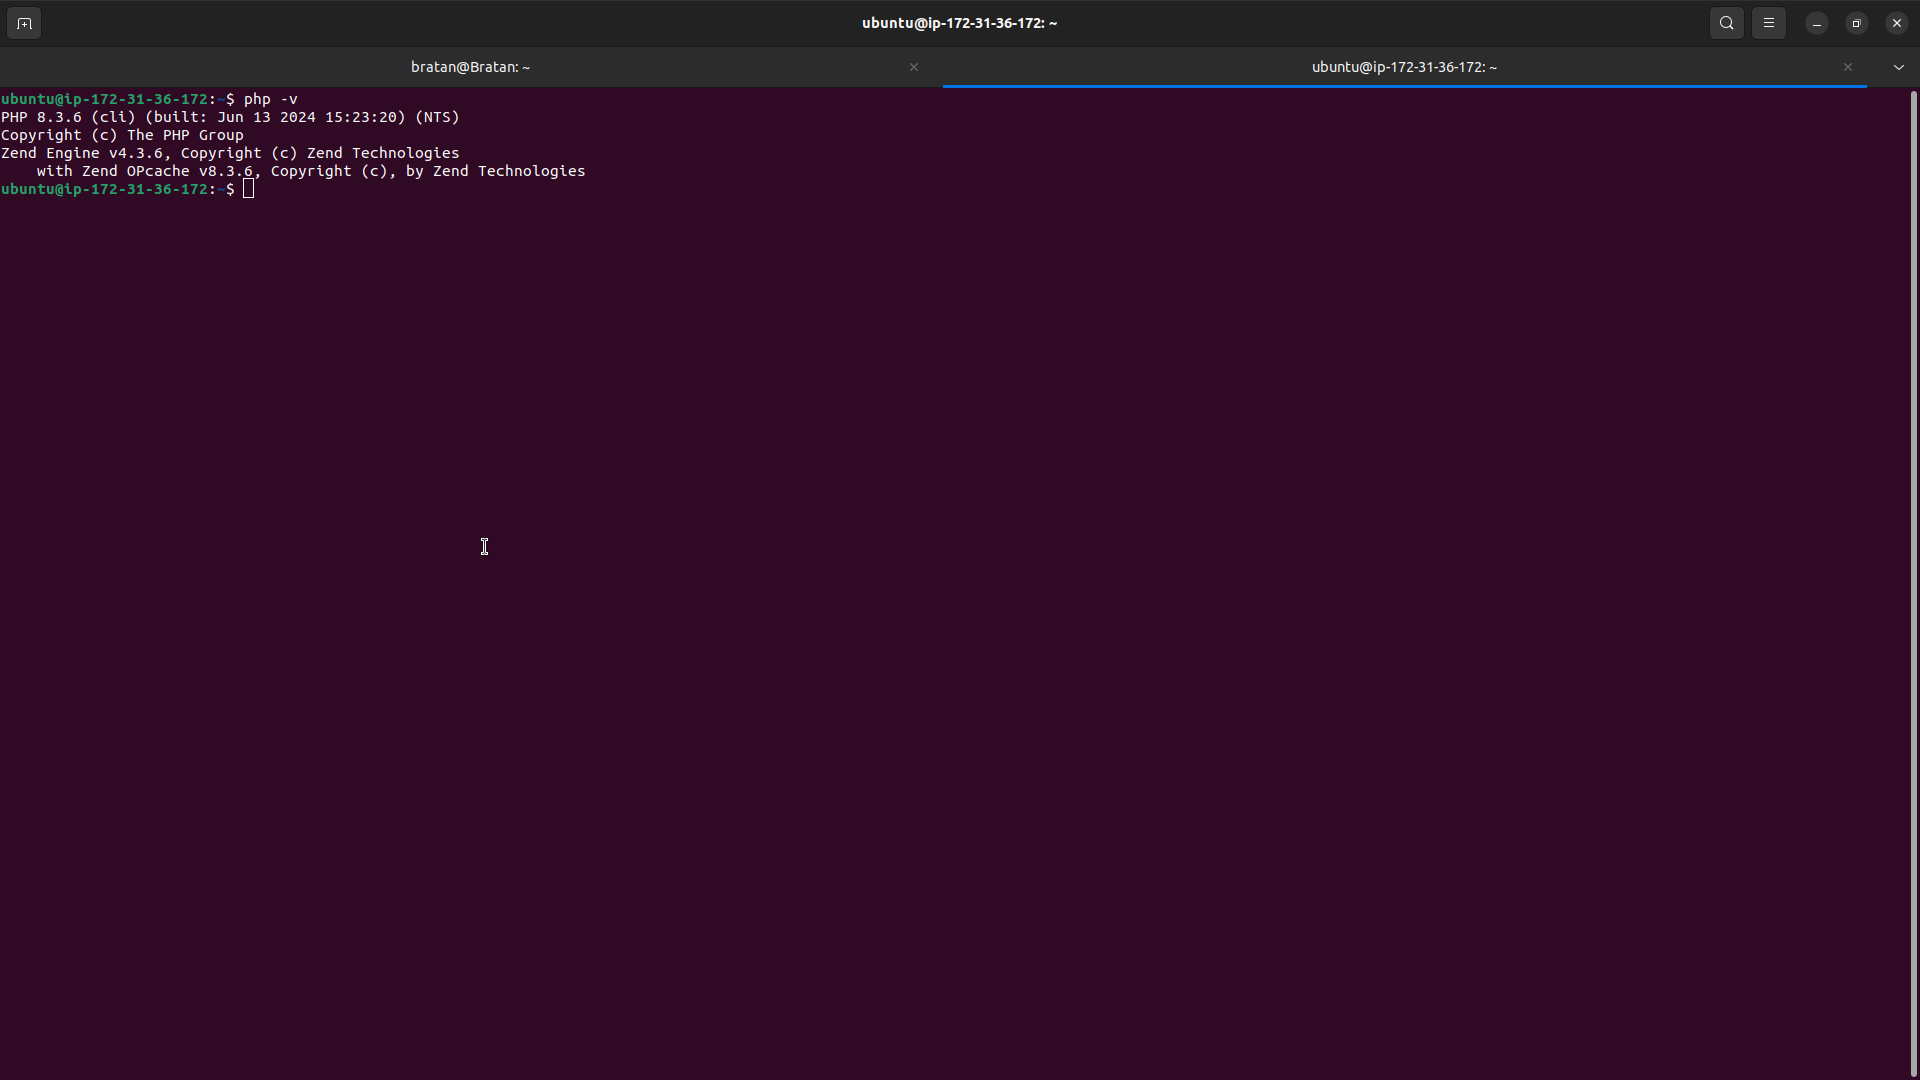 ubuntu@ip-172-31-36-172: ~
bratan@Bratan: ~
ubuntu@ip-172-31-36-172: ~
ubuntu@ip-172-31-36-172:~$ php -v
PHP 8.3.6 (cli) (built: Jun 13 2024 15:23:20) (NTS)
Copyright (c) The PHP Group
Zend Engine v4.3.6, Copyright (c) Zend Technologies
    with Zend OPcache v8.3.6, Copyright (c), by Zend Technologies
ubuntu@ip-172-31-36-172:~$